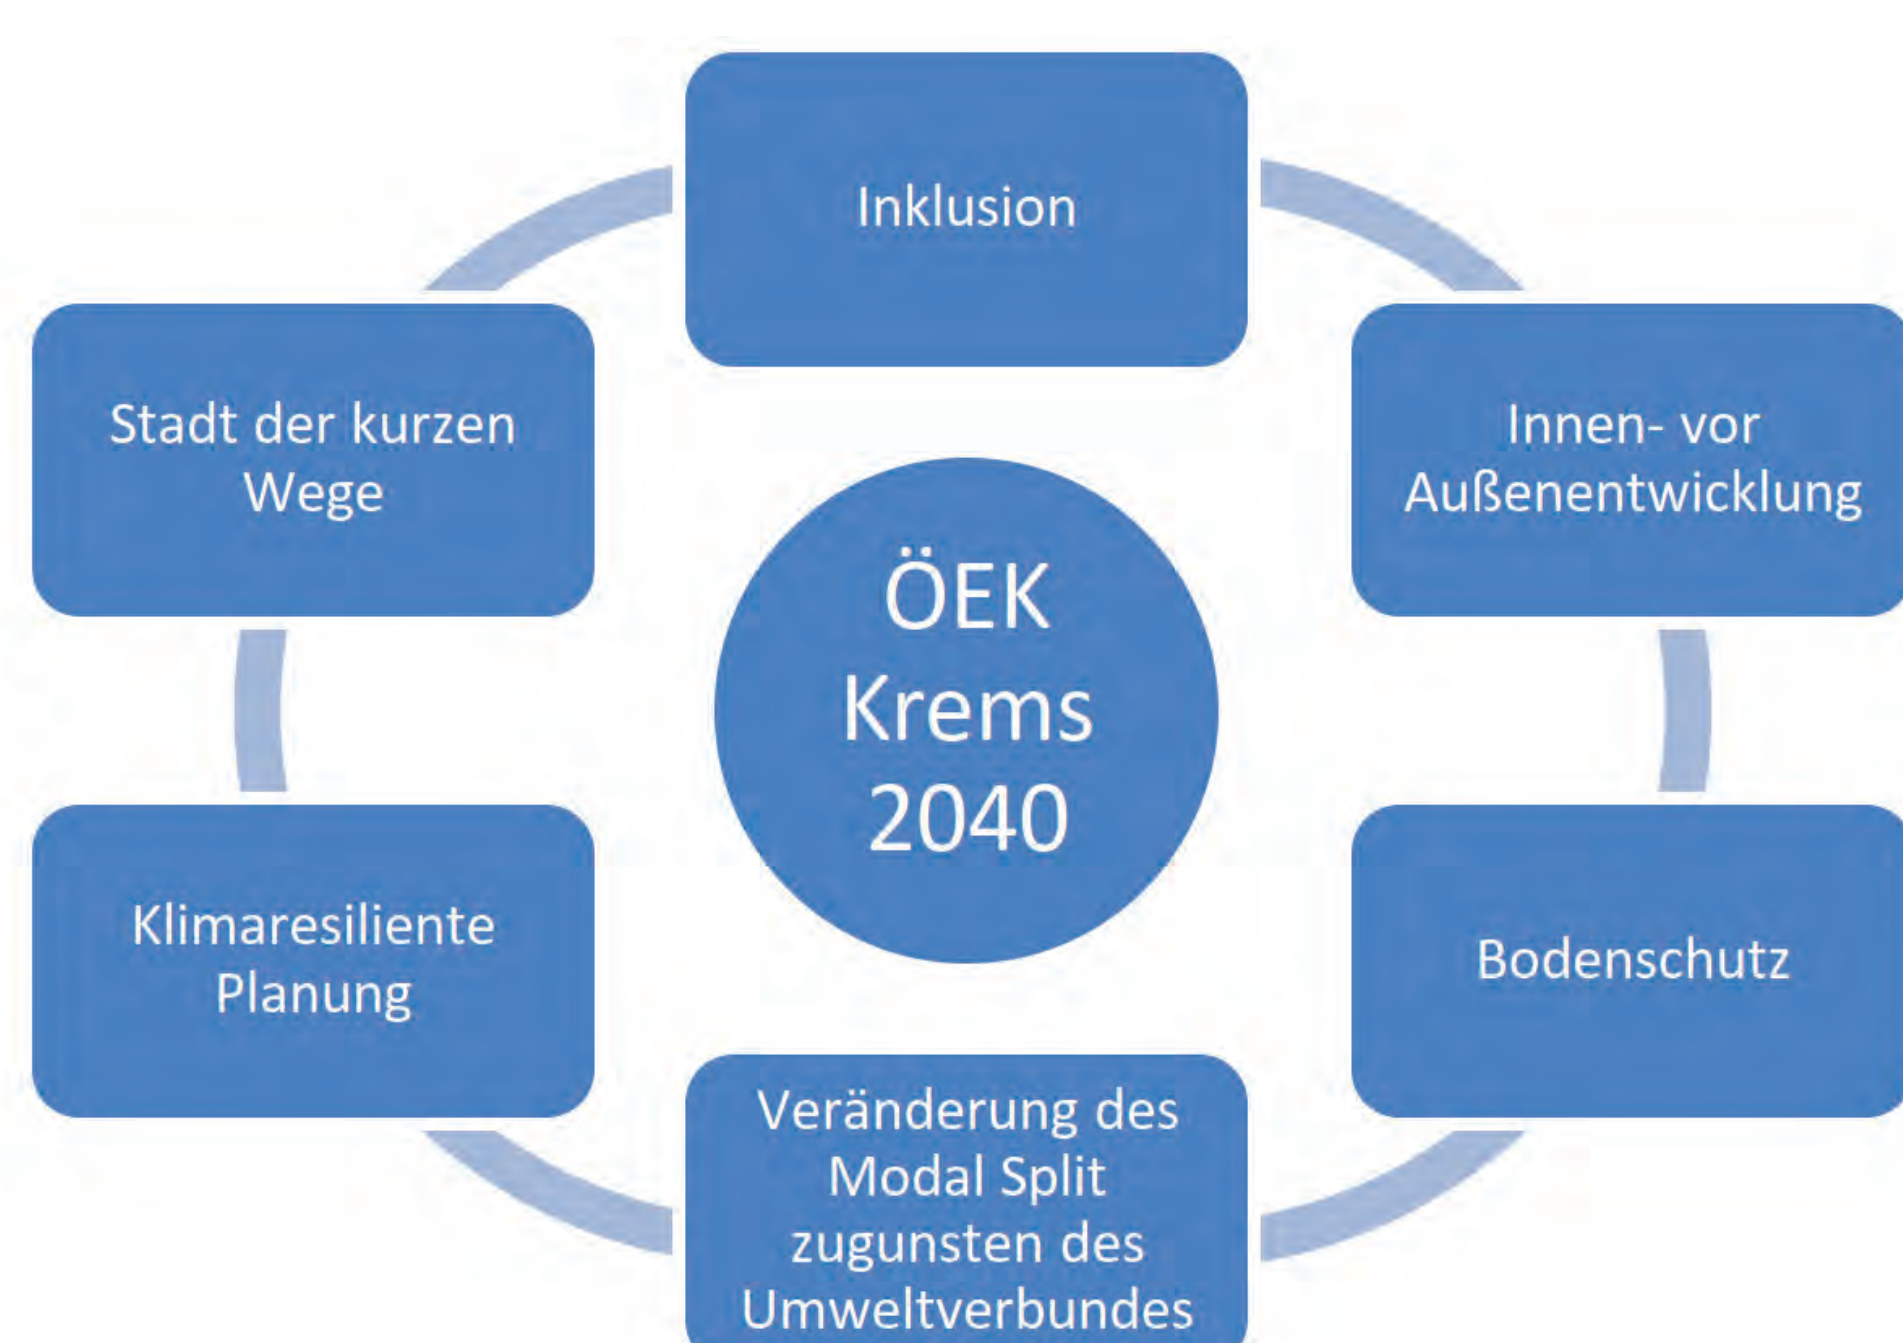 Inklusion
Innen- vor
Außenentwicklung
Bodenschutz
Veränderung des
Modal Split
zugunsten des
Umweltverbundes
Klimaresiliente
Planung
Stadt der kurzen
Wege
ÖEK
Krems
2040